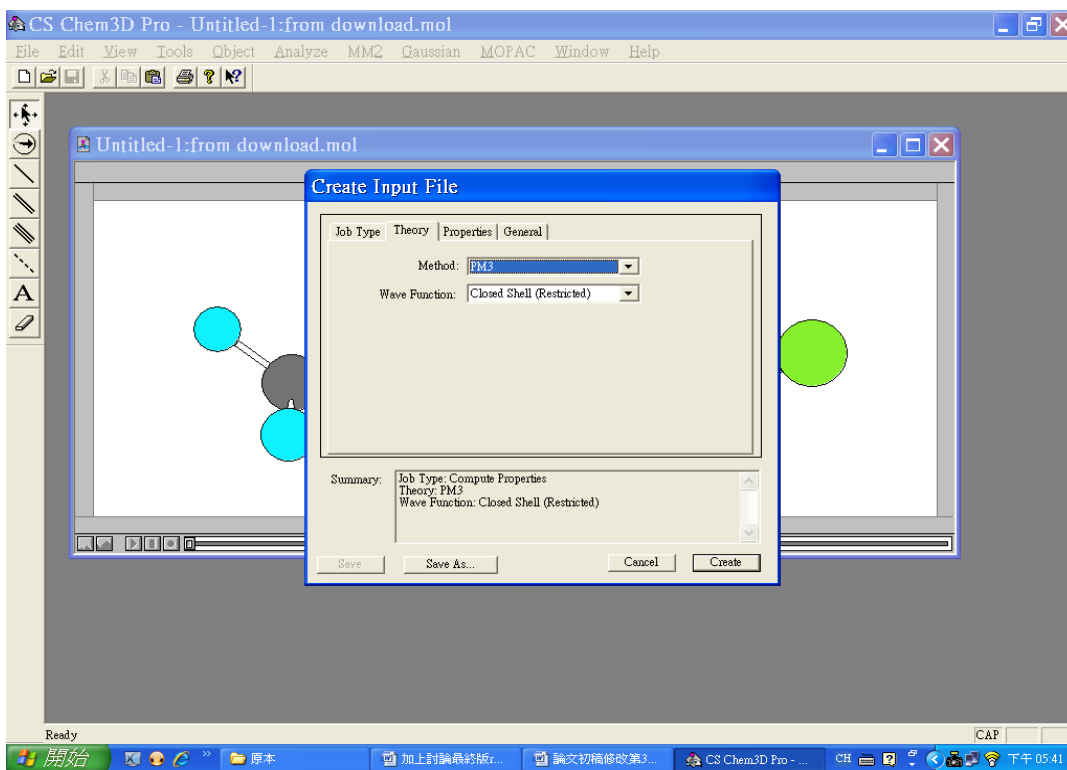 CS Chem3D Pro - Untitled-1:from download.mol
File Edit View Tools Object Analyze MM2 Gaussian MOPAC Window Help
Untitled-1:from download.mol
Create Input File
Job Type Theory Properties General
Method: PM3
Wave Function: Closed Shell (Restricted)
Summary: Job Type: Compute Properties
Theory: PM3
Wave Function: Closed Shell (Restricted)
Save Save As... Cancel Create
A
Ready CAP
開始 原本 加上討論最終版r... 論文初稿修改第3... CS Chem3D Pro - ... CH 下午 05:41